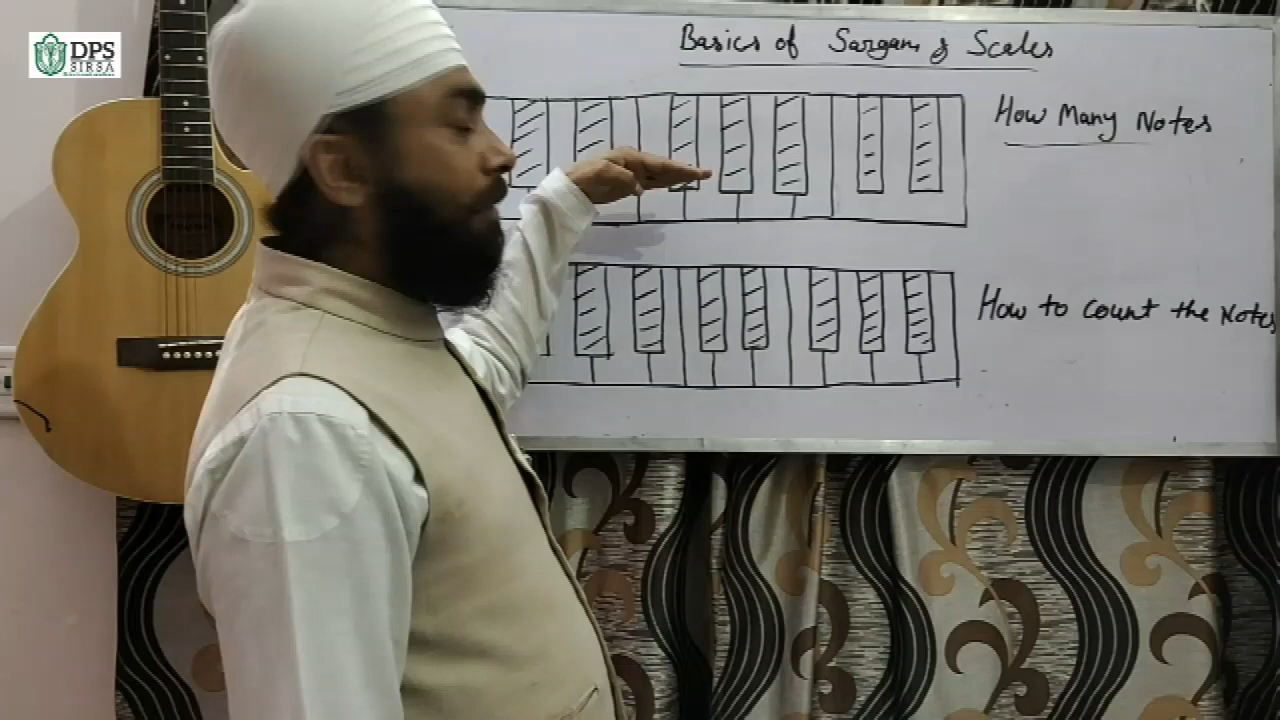 DPS
SIRSA
Basics of Sargam & Scales
How Many Notes
How to count the Notes